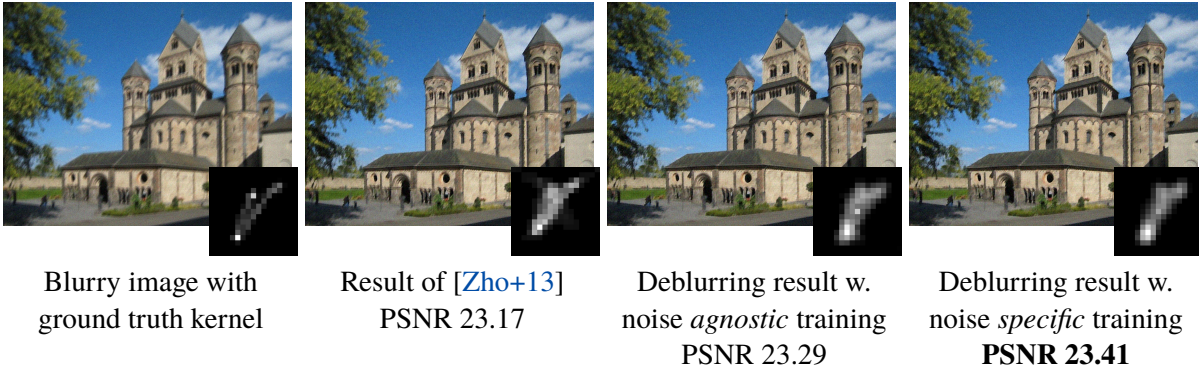 Blurry image with
ground truth kernel
Result of [Zho+13]
PSNR 23.17
Deblurring result w.
noise agnostic training
PSNR 23.29
Deblurring result w.
noise specific training
PSNR 23.41